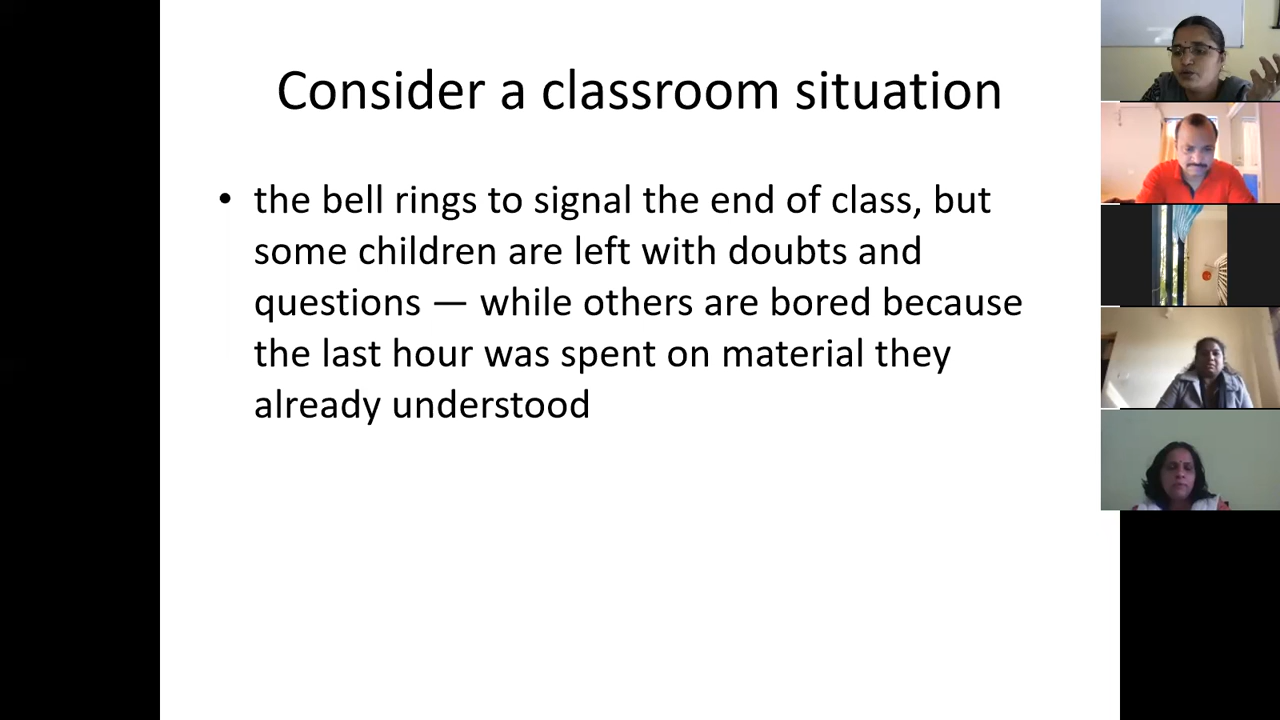 Consider a classroom situation
• the bell rings to signal the end of class, but
some children are left with doubts and
questions — while others are bored because
the last hour was spent on material they
already understood